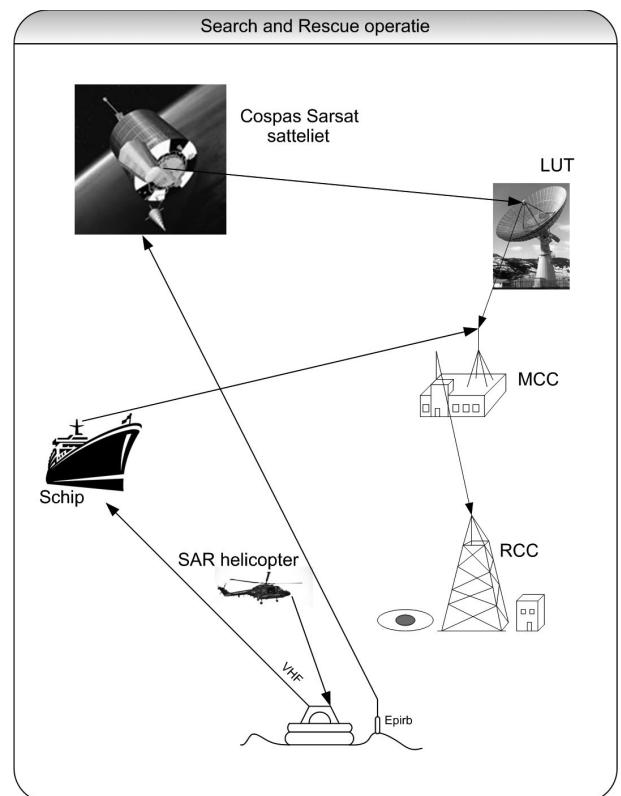 Search and Rescue operatie
Cospas Sarsat
satteliet
LUT
MCC
Schip
SAR helicopter
RCC
VHF
Epirb